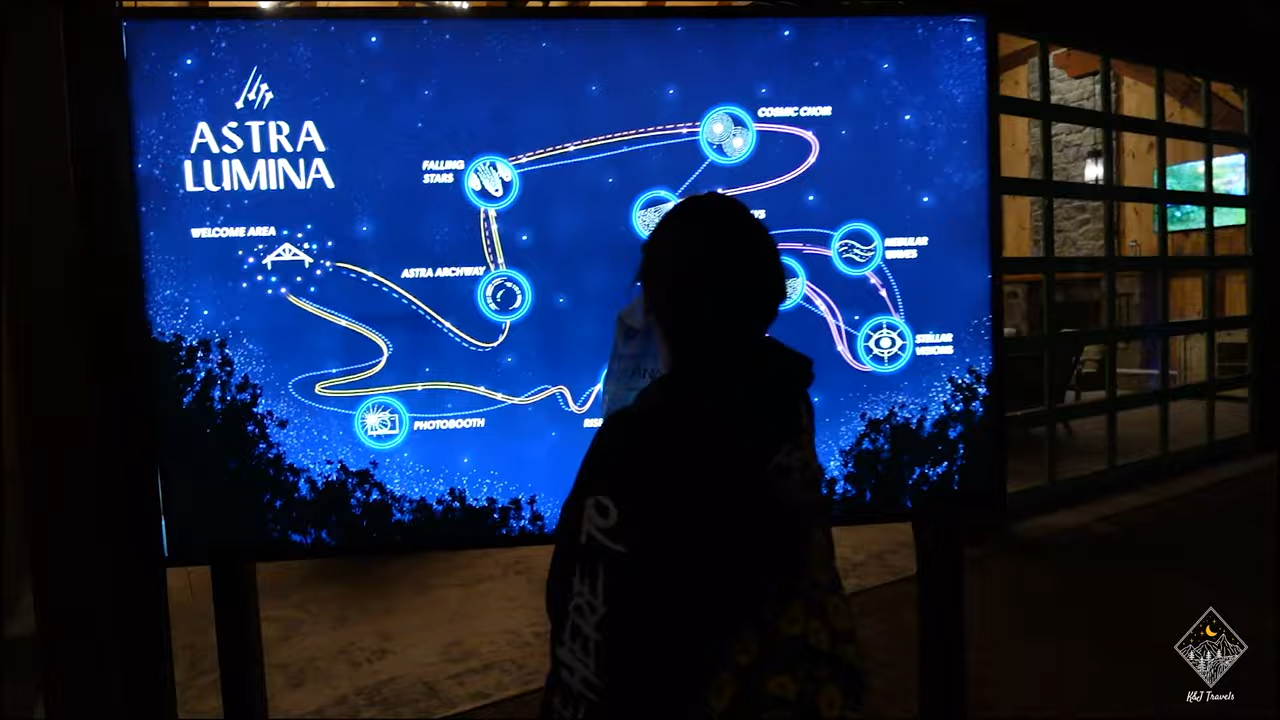 ASTRA
LUMINA
COSMIC CHOIR
FALLING
STARS
WELCOME AREA
ASTRA ARCHWAY
NEBULAR
WAVES
STELLAR
VISIONS
PHOTOBOOTH
HERE TO
K&J Travels